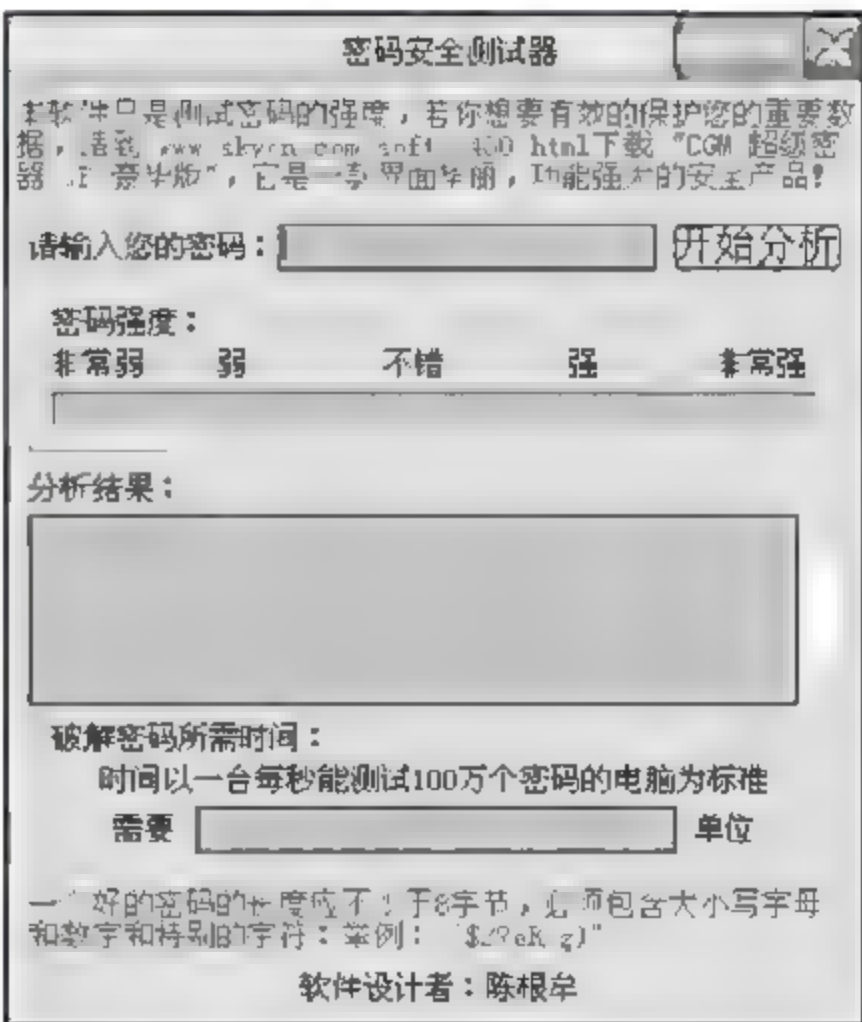 密码安全测试器
本软件只是测试密码的强度，若你想要有效的保护您的重要数
据，请到 www skycn com soft 400 html下载 "CGM 超级密
器 豪华版"，它是一款界面华丽，功能强大的安全产品!
请输入您的密码： 开始分析
密码强度：
非常弱 弱 不错 强 非常强
分析结果：
破解密码所需时间：
时间以一台每秒能测试100万个密码的电脑为标准
需要 单位
一个好的密码的长度应不少于8字节，必须包含大小写字母
和数字和特别的字符：举例：
软件设计者：陈根牟